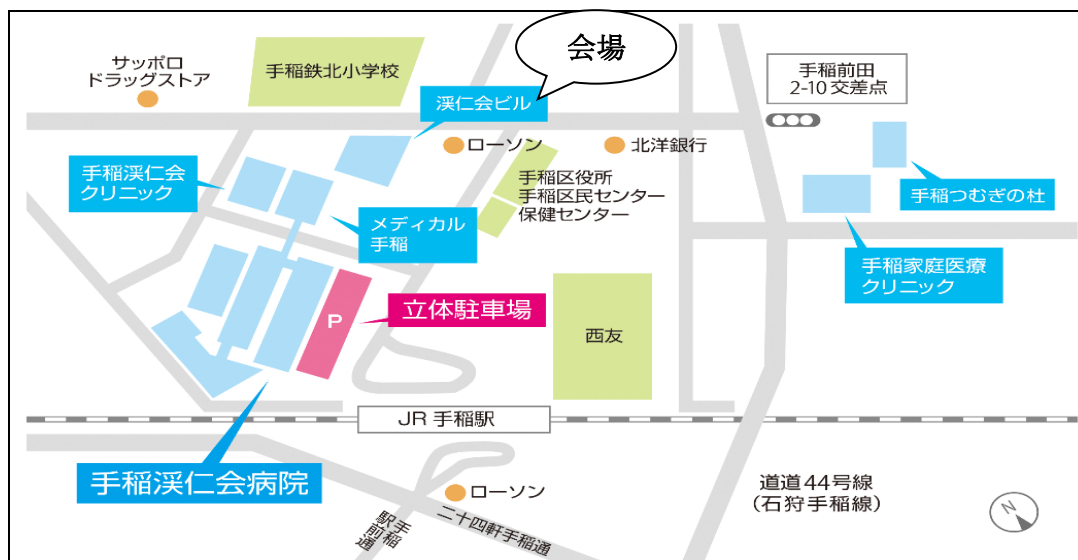 会場
サッポロ
ドラッグストア
手稲鉄北小学校
渓仁会ビル
手稲前田
2-10 交差点
ローソン
北洋銀行
手稲渓仁会
クリニック
手稲区役所
手稲区民センター
保健センター
手稲つむぎの杜
メディカル
手稲
手稲家庭医療
クリニック
P
立体駐車場
西友
JR 手稲駅
手稲渓仁会病院
ローソン
道道44号線
(石狩手稲線)
二十四軒手稲通
手稲
駅前通
N